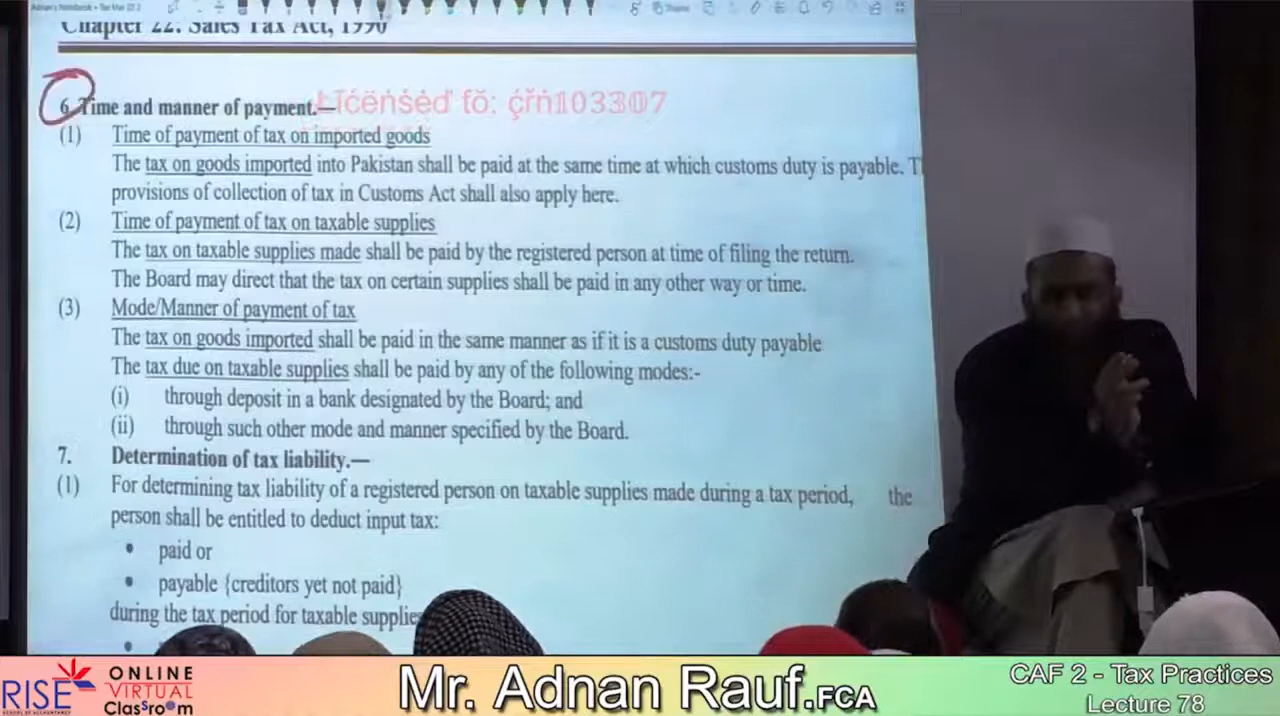 Adnan's Notebook
Chapter 22: Sales Tax Act, 1990
6. Time and manner of payment.—
Łĭćëńśėď fŏ: çřń103307
(1) Time of payment of tax on imported goods
The tax on goods imported into Pakistan shall be paid at the same time at which customs duty is payable.
provisions of collection of tax in Customs Act shall also apply here.
(2) Time of payment of tax on taxable supplies
The tax on taxable supplies made shall be paid by the registered person at time of filing the return.
The Board may direct that the tax on certain supplies shall be paid in any other way or time.
(3) Mode/Manner of payment of tax
The tax on goods imported shall be paid in the same manner as if it is a customs duty payable
The tax due on taxable supplies shall be paid by any of the following modes:-
(i) through deposit in a bank designated by the Board; and
(ii) through such other mode and manner specified by the Board.
7. Determination of tax liability.—
(1) For determining tax liability of a registered person on taxable supplies made during a tax period, the
person shall be entitled to deduct input tax:
• paid or
• payable {creditors yet not paid}
during the tax period for taxable supplie
RISE
ONLINE
VIRTUAL
Classroom
Mr. Adnan Rauf.FCA
CAF 2 - Tax Practices
Lecture 78